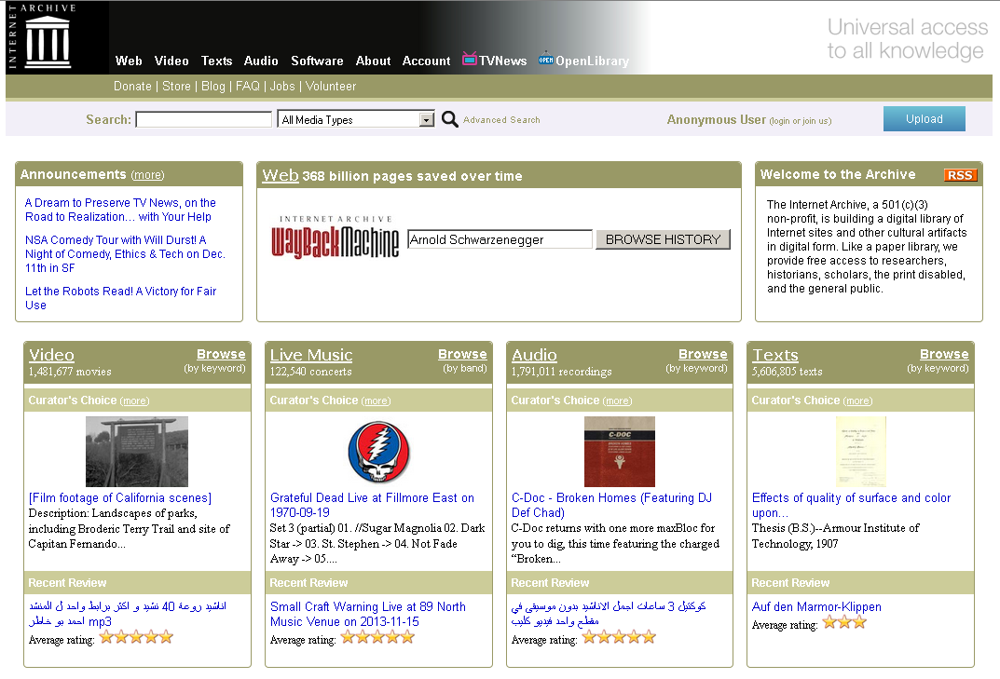 INTERNET ARCHIVE
Universal access
to all knowledge
Web Video Texts Audio Software About Account TVNews OPEN OpenLibrary
Donate | Store | Blog | FAQ | Jobs | Volunteer
Search: All Media Types Advanced Search Anonymous User (login or join us) Upload
Announcements (more)
A Dream to Preserve TV News, on the
Road to Realization... with Your Help
NSA Comedy Tour with Will Durst! A
Night of Comedy, Ethics & Tech on Dec.
11th in SF
Let the Robots Read! A Victory for Fair
Use
Web 368 billion pages saved over time
INTERNET ARCHIVE
WayBackMachine
Arnold Schwarzenegger BROWSE HISTORY
Welcome to the Archive RSS
The Internet Archive, a 501(c)(3)
non-profit, is building a digital library of
Internet sites and other cultural artifacts
in digital form. Like a paper library, we
provide free access to researchers,
historians, scholars, the print disabled,
and the general public.
Video Browse
1,481,677 movies (by keyword)
Curator's Choice (more)
[Film footage of California scenes]
Description: Landscapes of parks,
including Broderic Terry Trail and site of
Capitan Fernando...
Recent Review
اناشيد روعة 40 نشيد و اكثر برابط واحد ل المنشد
احمد بو خاطر mp3
Average rating:
Live Music Browse
122,540 concerts (by band)
Curator's Choice (more)
Grateful Dead Live at Fillmore East on
1970-09-19
Set 3 (partial) 01. //Sugar Magnolia 02. Dark
Star -> 03. St. Stephen -> 04. Not Fade
Away -> 05....
Recent Review
Small Craft Warning Live at 89 North
Music Venue on 2013-11-15
Average rating:
Audio Browse
1,791,011 recordings (by keyword)
Curator's Choice (more)
C-DOC
C-Doc - Broken Homes (Featuring DJ
Def Chad)
C-Doc returns with one more maxBloc for
you to dig, this time featuring the charged
“Broken...
Recent Review
كوكتيل 3 ساعات اجمل الاناشيد بدون موسيقى في
مقطع واحد فيديو كليب
Average rating:
Texts Browse
5,606,805 texts (by keyword)
Curator's Choice (more)
Effects of quality of surface and color
upon...
Thesis (B.S.)--Armour Institute of
Technology, 1907
Recent Review
Auf den Marmor-Klippen
Average rating: